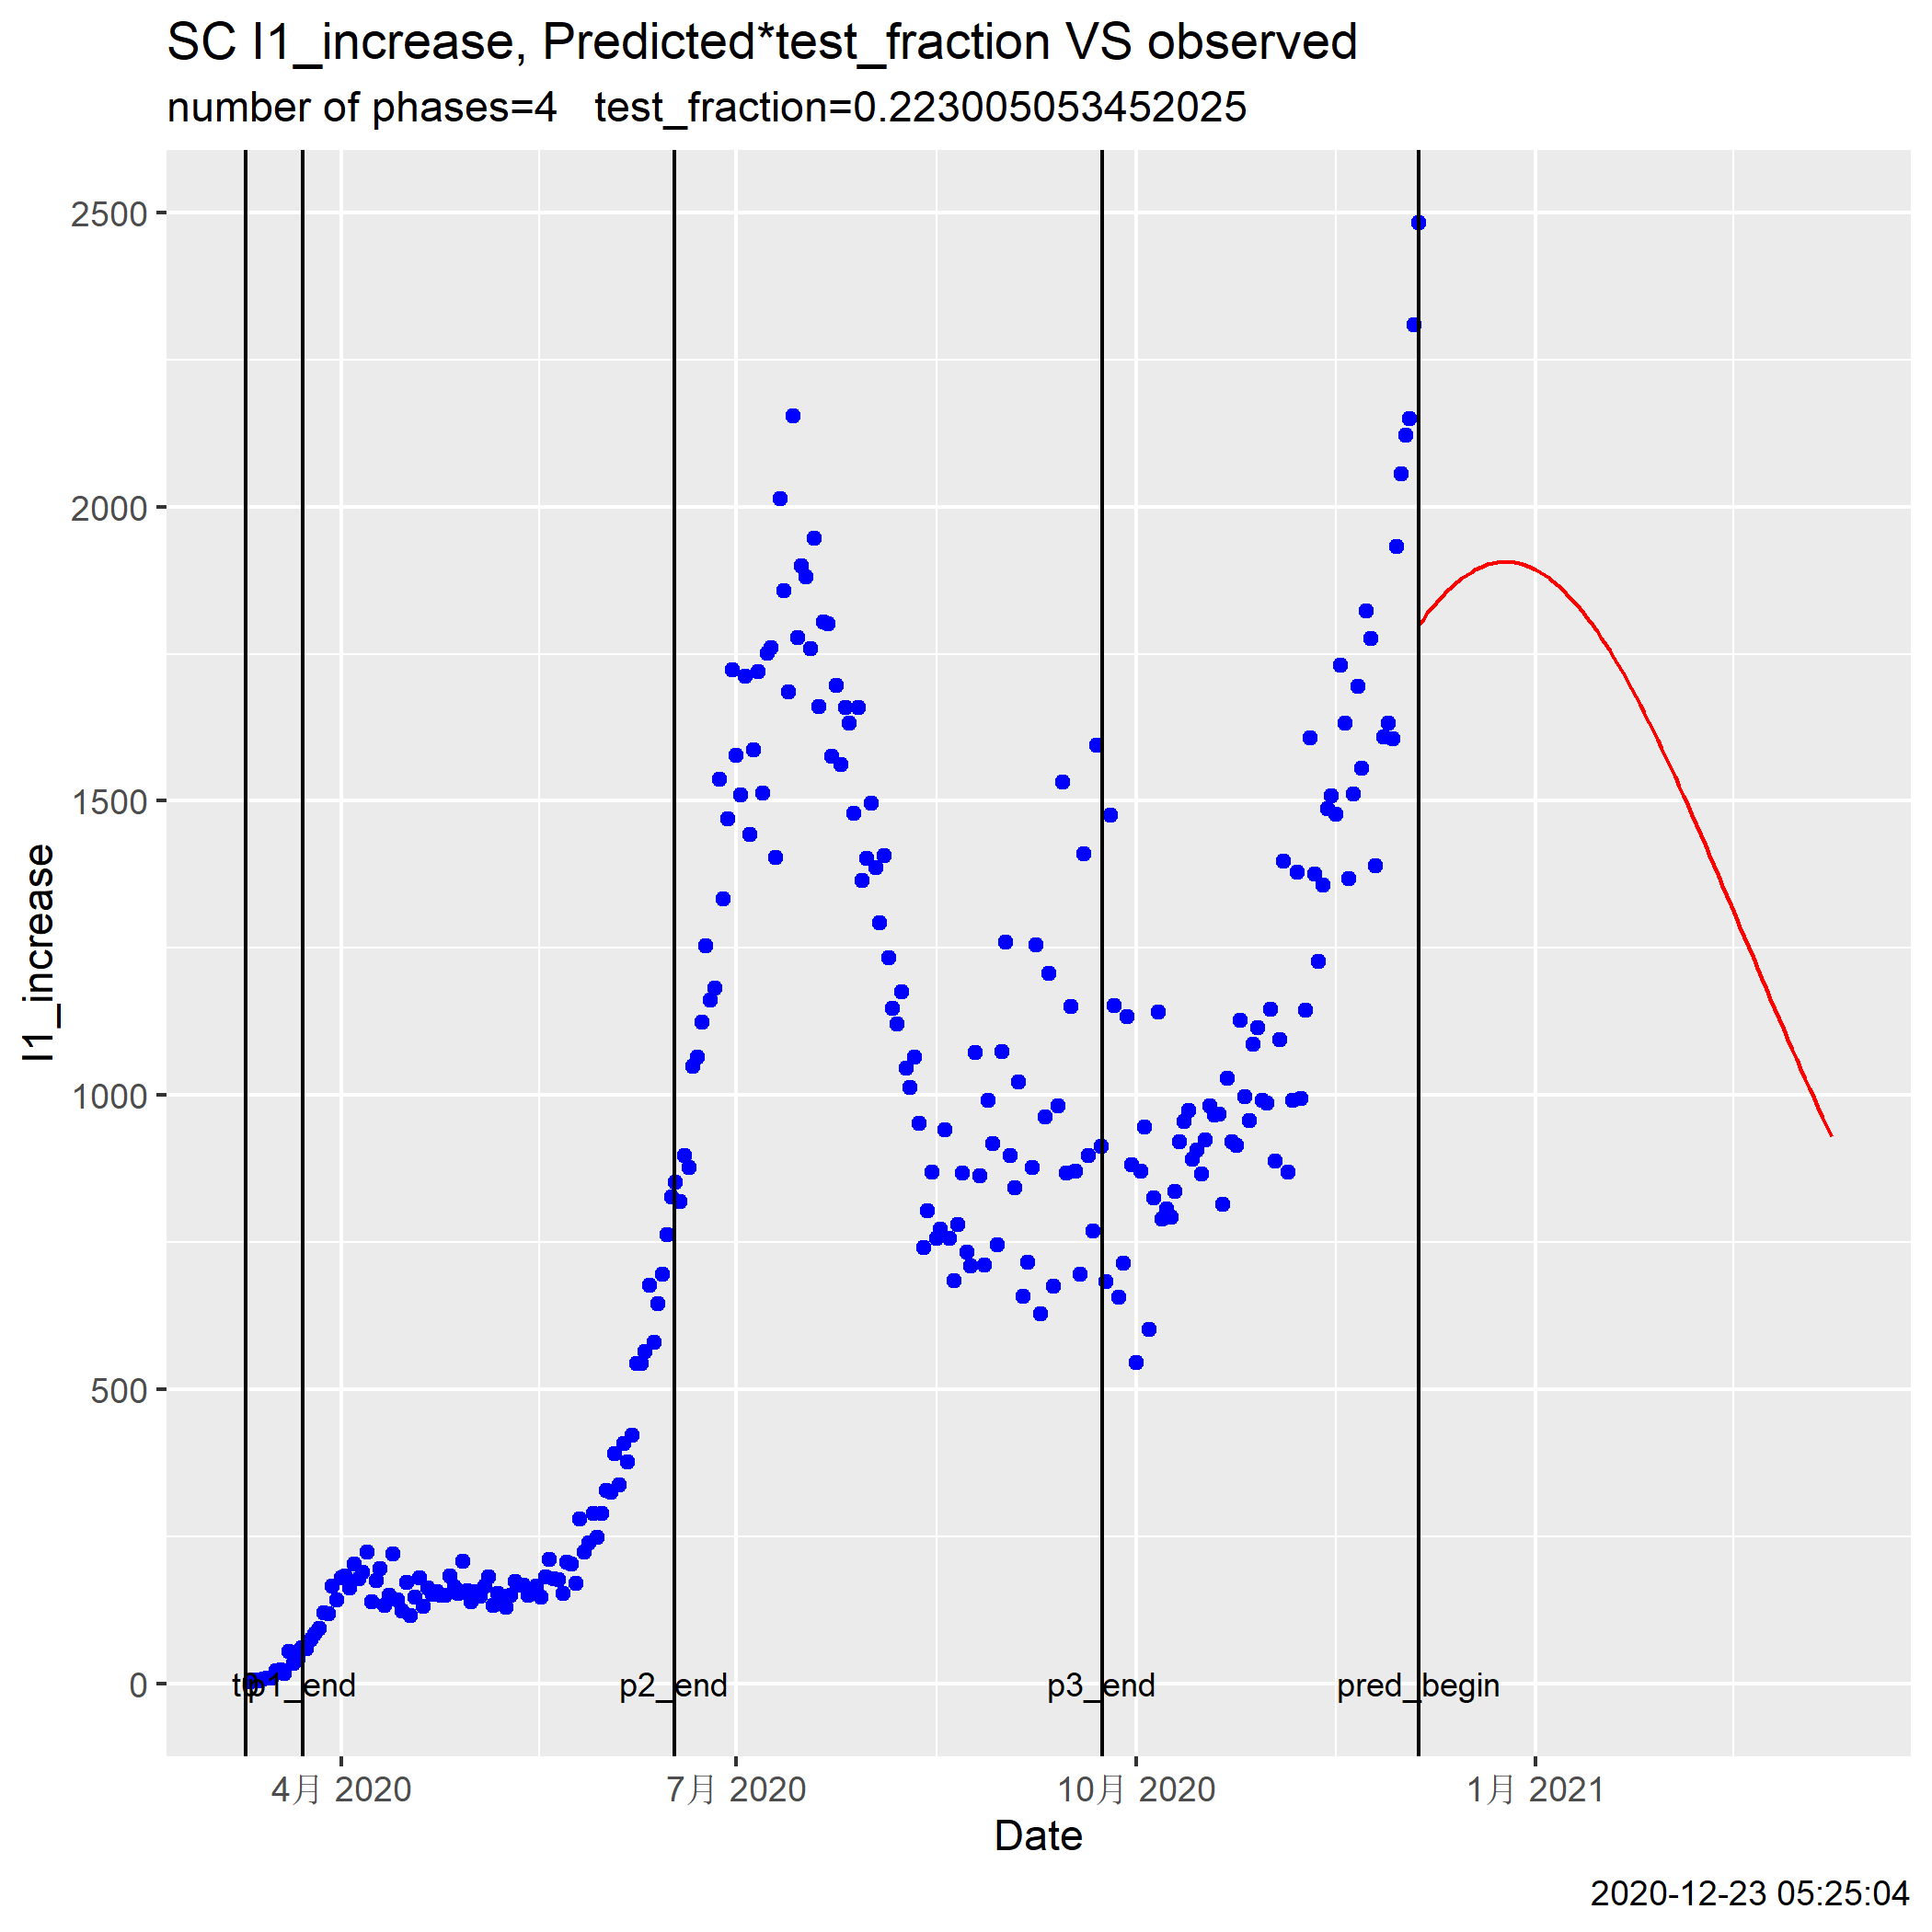 SC I1_increase, Predicted*test_fraction VS observed
number of phases=4 test_fraction=0.223005053452025
2500
2000
1500
1000
500
0
I1_increase
t0
p1_end
p2_end
p3_end
pred_begin
4月 2020
7月 2020
10月 2020
1月 2021
Date
2020-12-23 05:25:04